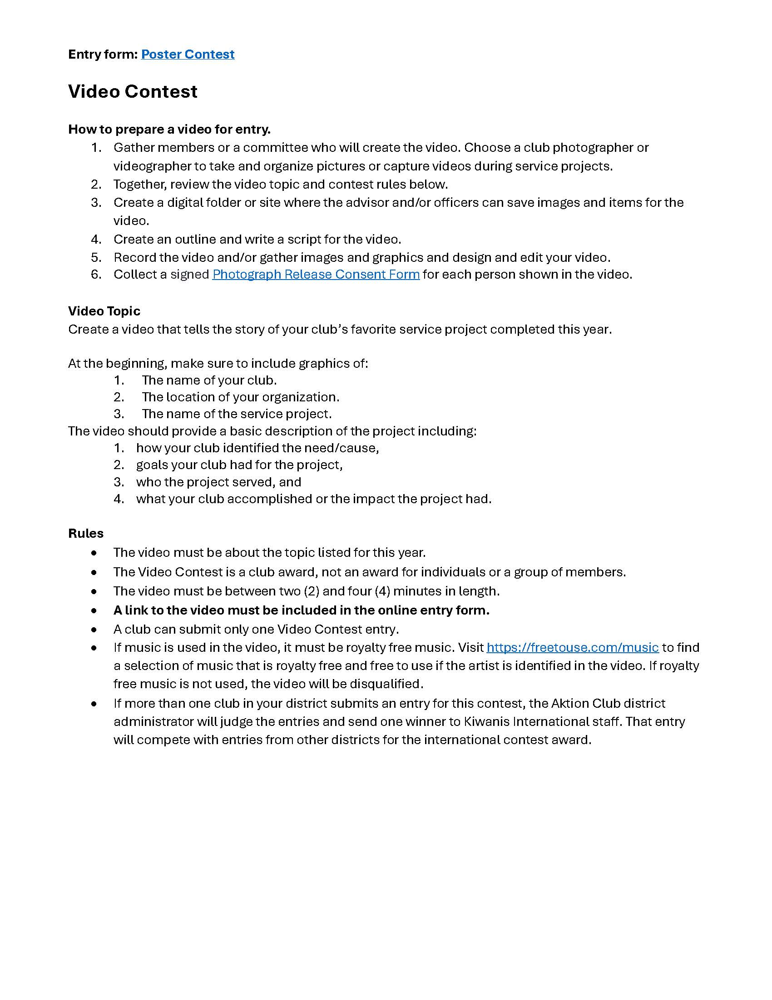 Entry form: Poster Contest
Video Contest
How to prepare a video for entry.
1. Gather members or a committee who will create the video. Choose a club photographer or
videographer to take and organize pictures or capture videos during service projects.
2. Together, review the video topic and contest rules below.
3. Create a digital folder or site where the advisor and/or officers can save images and items for the
video.
4. Create an outline and write a script for the video.
5. Record the video and/or gather images and graphics and design and edit your video.
6. Collect a signed Photograph Release Consent Form for each person shown in the video.
Video Topic
Create a video that tells the story of your club’s favorite service project completed this year.
At the beginning, make sure to include graphics of:
1. The name of your club.
2. The location of your organization.
3. The name of the service project.
The video should provide a basic description of the project including:
1. how your club identified the need/cause,
2. goals your club had for the project,
3. who the project served, and
4. what your club accomplished or the impact the project had.
Rules
• The video must be about the topic listed for this year.
• The Video Contest is a club award, not an award for individuals or a group of members.
• The video must be between two (2) and four (4) minutes in length.
• A link to the video must be included in the online entry form.
• A club can submit only one Video Contest entry.
• If music is used in the video, it must be royalty free music. Visit https://freetouse.com/music to find
a selection of music that is royalty free and free to use if the artist is identified in the video. If royalty
free music is not used, the video will be disqualified.
• If more than one club in your district submits an entry for this contest, the Aktion Club district
administrator will judge the entries and send one winner to Kiwanis International staff. That entry
will compete with entries from other districts for the international contest award.